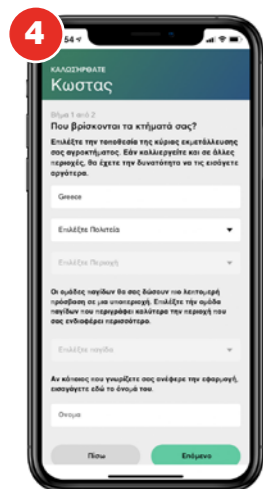 4
54
ΚΑΛΩΣΗΡΘΑΤΕ
Κωστας
Βήμα 1 από 2
Που βρίσκονται τα κτήματά σας?
Επιλέξτε την τοποθεσία της κύριας εκμετάλλευσης
σας αγροκτήματος. Εάν καλλιεργείτε και σε άλλες
περιοχές, θα έχετε την δυνατότητα να τις εισάγετε
αργότερα.
Greece
Επιλέξτε Πολιτεία
Επιλέξτε Περιοχή
Οι ομάδες παγίδων θα σας δώσουν πιο λεπτομερή
πρόσβαση σε μια υποπεριοχή. Επιλέξτε την ομάδα
παγίδων που περιγράφει καλύτερα την περιοχή που
σας ενδιαφέρει περισσότερο.
Επιλέξτε παγίδα
Αν κάποιος που γνωρίζετε σας ανέφερε την εφαρμογή,
εισαγάγετε εδώ το όνομά του.
Ονομα
Πίσω Επόμενο